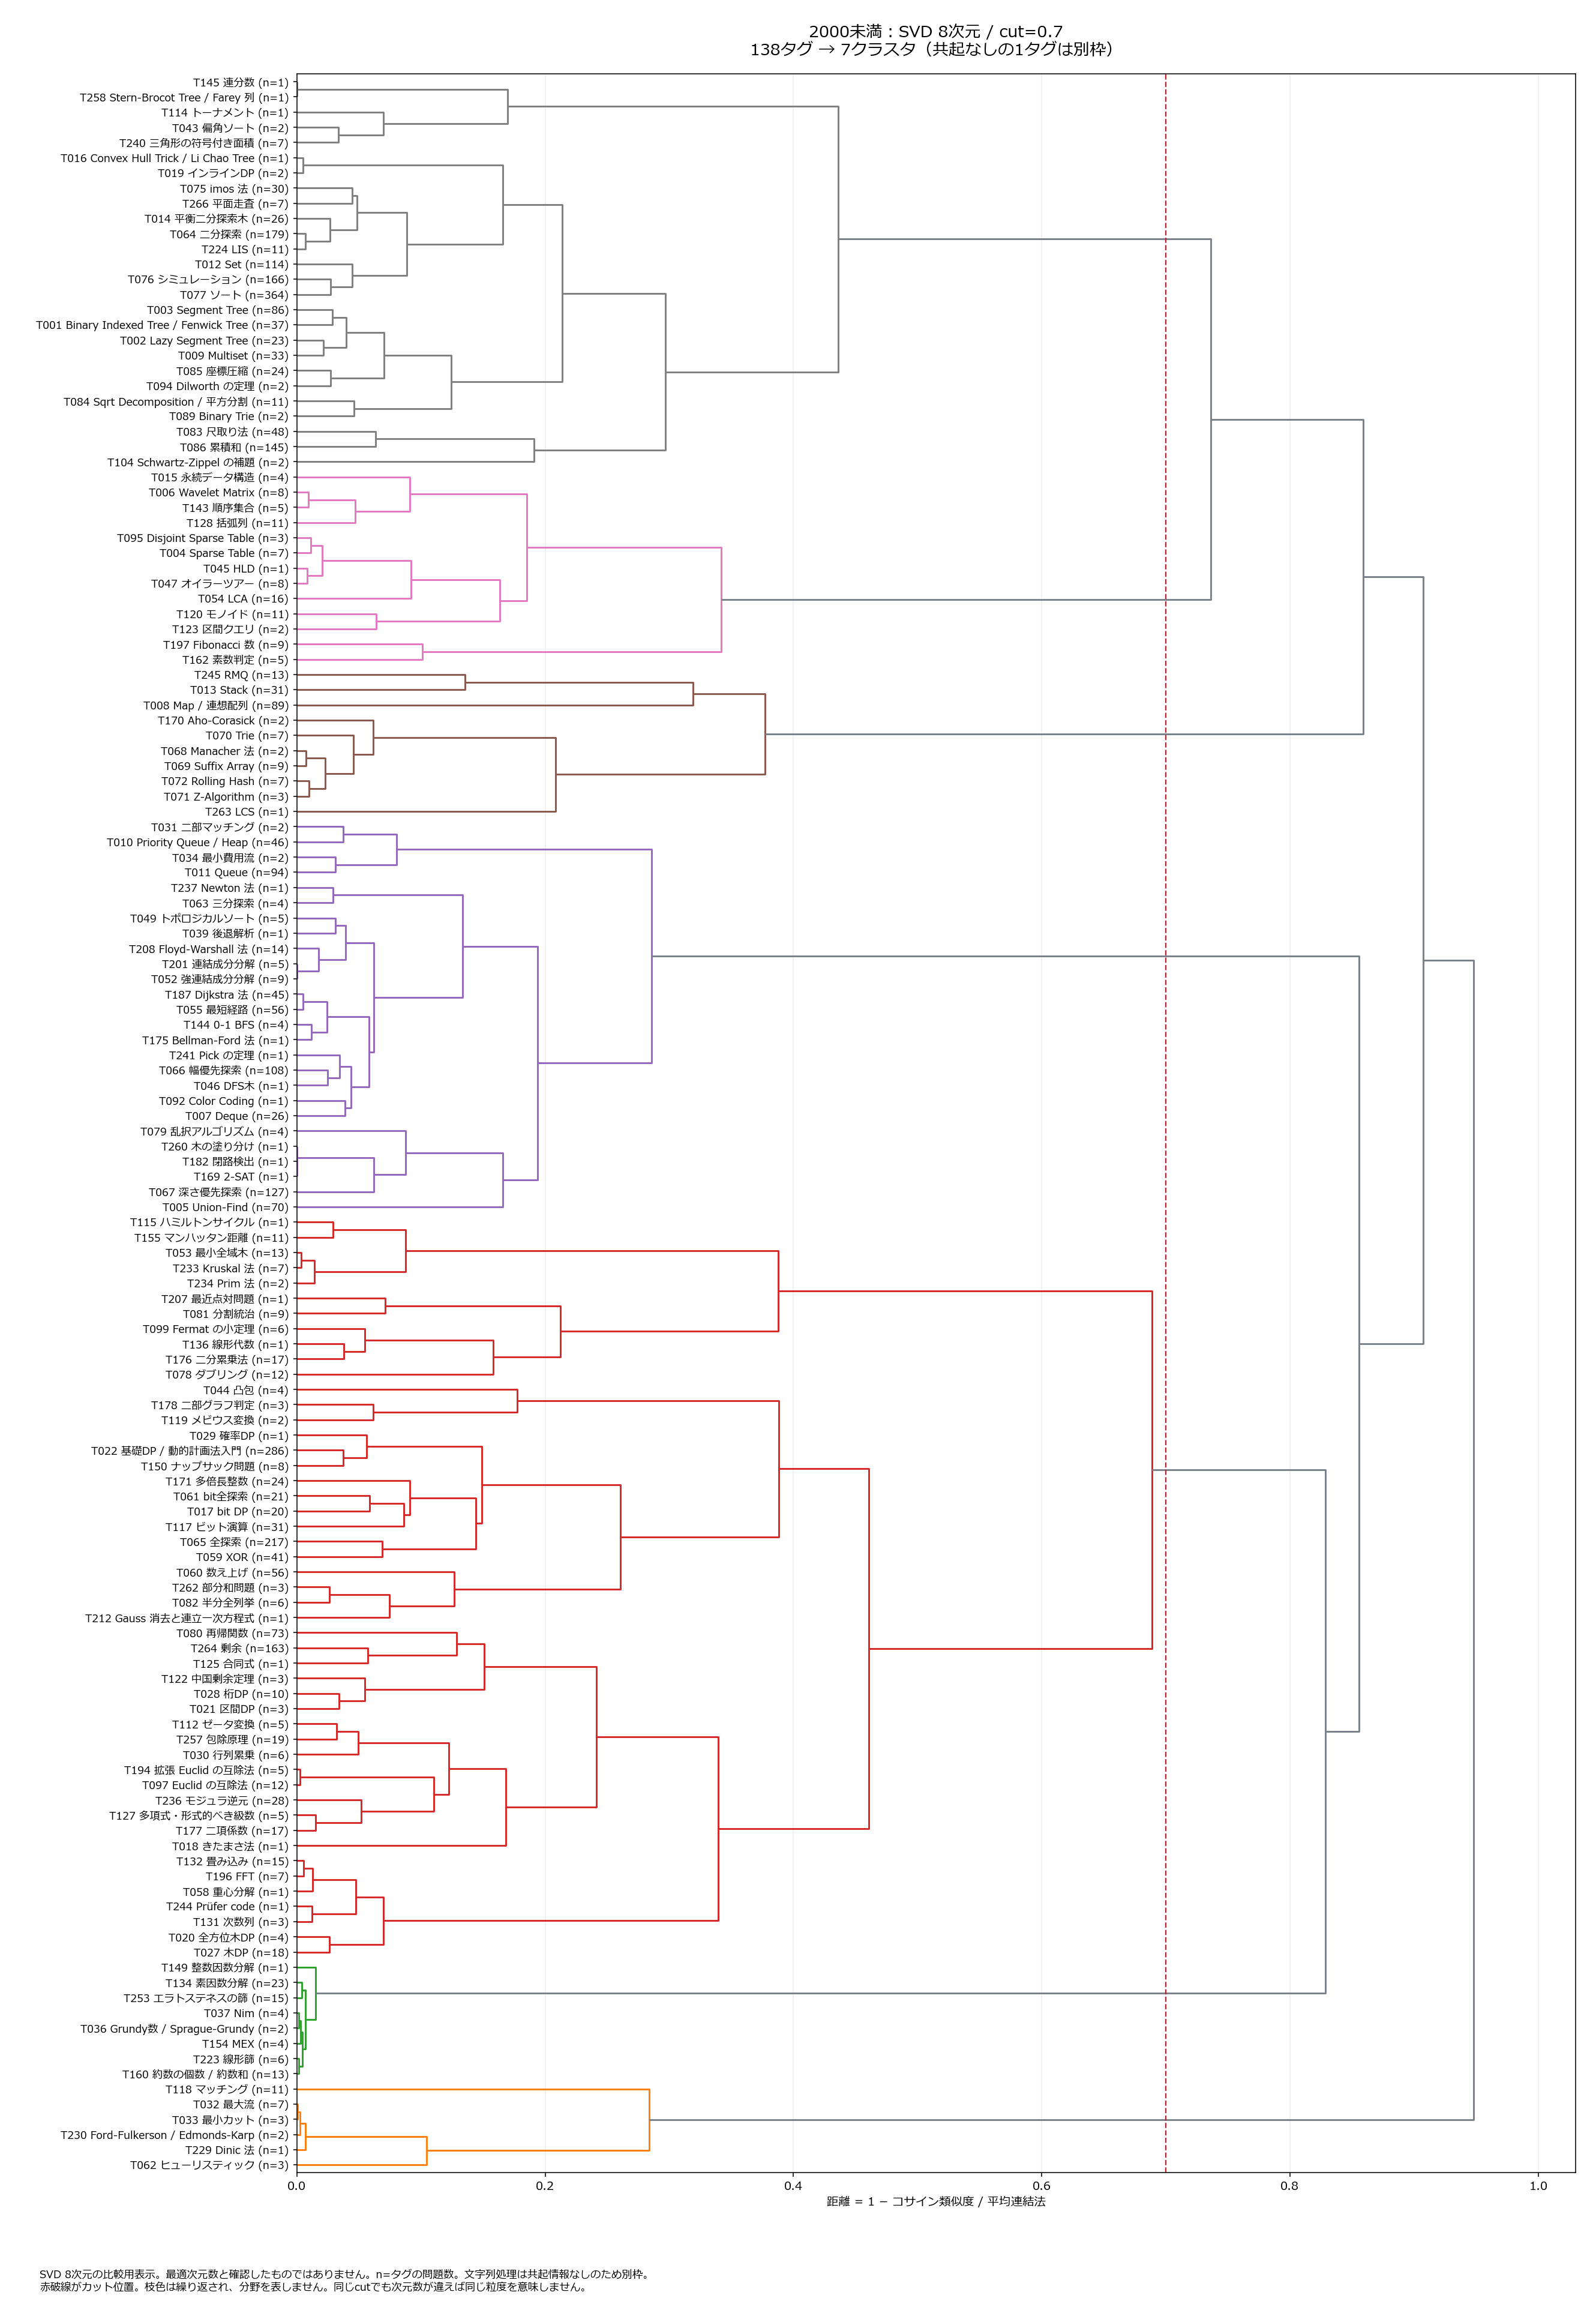 2000未満：SVD 8次元 / cut=0.7
138タグ → 7クラスタ（共起なしの1タグは別枠）
T145 連分数 (n=1)
T258 Stern-Brocot Tree / Farey 列 (n=1)
T114 トーナメント (n=1)
T043 偏角ソート (n=2)
T240 三角形の符号付き面積 (n=7)
T016 Convex Hull Trick / Li Chao Tree (n=1)
T019 インラインDP (n=2)
T075 imos 法 (n=30)
T266 平面走査 (n=7)
T014 平衡二分探索木 (n=26)
T064 二分探索 (n=179)
T224 LIS (n=11)
T012 Set (n=114)
T076 シミュレーション (n=166)
T077 ソート (n=364)
T003 Segment Tree (n=86)
T001 Binary Indexed Tree / Fenwick Tree (n=37)
T002 Lazy Segment Tree (n=23)
T009 Multiset (n=33)
T085 座標圧縮 (n=24)
T094 Dilworth の定理 (n=2)
T084 Sqrt Decomposition / 平方分割 (n=11)
T089 Binary Trie (n=2)
T083 尺取り法 (n=48)
T086 累積和 (n=145)
T104 Schwartz-Zippel の補題 (n=2)
T015 永続データ構造 (n=4)
T006 Wavelet Matrix (n=8)
T143 順序集合 (n=5)
T128 括弧列 (n=11)
T095 Disjoint Sparse Table (n=3)
T004 Sparse Table (n=7)
T045 HLD (n=1)
T047 オイラーツアー (n=8)
T054 LCA (n=16)
T120 モノイド (n=11)
T123 区間クエリ (n=2)
T197 Fibonacci 数 (n=9)
T162 素数判定 (n=5)
T245 RMQ (n=13)
T013 Stack (n=31)
T008 Map / 連想配列 (n=89)
T170 Aho-Corasick (n=2)
T070 Trie (n=7)
T068 Manacher 法 (n=2)
T069 Suffix Array (n=9)
T072 Rolling Hash (n=7)
T071 Z-Algorithm (n=3)
T263 LCS (n=1)
T031 二部マッチング (n=2)
T010 Priority Queue / Heap (n=46)
T034 最小費用流 (n=2)
T011 Queue (n=94)
T237 Newton 法 (n=1)
T063 三分探索 (n=4)
T049 トポロジカルソート (n=5)
T039 後退解析 (n=1)
T208 Floyd-Warshall 法 (n=14)
T201 連結成分分解 (n=5)
T052 強連結成分分解 (n=9)
T187 Dijkstra 法 (n=45)
T055 最短経路 (n=56)
T144 0-1 BFS (n=4)
T175 Bellman-Ford 法 (n=1)
T241 Pick の定理 (n=1)
T066 幅優先探索 (n=108)
T046 DFS木 (n=1)
T092 Color Coding (n=1)
T007 Deque (n=26)
T079 乱択アルゴリズム (n=4)
T260 木の塗り分け (n=1)
T182 閉路検出 (n=1)
T169 2-SAT (n=1)
T067 深さ優先探索 (n=127)
T005 Union-Find (n=70)
T115 ハミルトンサイクル (n=1)
T155 マンハッタン距離 (n=11)
T053 最小全域木 (n=13)
T233 Kruskal 法 (n=7)
T234 Prim 法 (n=2)
T207 最近点対問題 (n=1)
T081 分割統治 (n=9)
T099 Fermat の小定理 (n=6)
T136 線形代数 (n=1)
T176 二分累乗法 (n=17)
T078 ダブリング (n=12)
T044 凸包 (n=4)
T178 二部グラフ判定 (n=3)
T119 メビウス変換 (n=2)
T029 確率DP (n=1)
T022 基礎DP / 動的計画法入門 (n=286)
T150 ナップサック問題 (n=8)
T171 多倍長整数 (n=24)
T061 bit全探索 (n=21)
T017 bit DP (n=20)
T117 ビット演算 (n=31)
T065 全探索 (n=217)
T059 XOR (n=41)
T060 数え上げ (n=56)
T262 部分和問題 (n=3)
T082 半分全列挙 (n=6)
T212 Gauss 消去と連立一次方程式 (n=1)
T080 再帰関数 (n=73)
T264 剰余 (n=163)
T125 合同式 (n=1)
T122 中国剰余定理 (n=3)
T028 桁DP (n=10)
T021 区間DP (n=3)
T112 ゼータ変換 (n=5)
T257 包除原理 (n=19)
T030 行列累乗 (n=6)
T194 拡張 Euclid の互除法 (n=5)
T097 Euclid の互除法 (n=12)
T236 モジュラ逆元 (n=28)
T127 多項式・形式的べき級数 (n=5)
T177 二項係数 (n=17)
T018 きたまさ法 (n=1)
T132 畳み込み (n=15)
T196 FFT (n=7)
T058 重心分解 (n=1)
T244 Prüfer code (n=1)
T131 次数列 (n=3)
T020 全方位木DP (n=4)
T027 木DP (n=18)
T149 整数因数分解 (n=1)
T134 素因数分解 (n=23)
T253 エラトステネスの篩 (n=15)
T037 Nim (n=4)
T036 Grundy数 / Sprague-Grundy (n=2)
T154 MEX (n=4)
T223 線形篩 (n=6)
T160 約数の個数 / 約数和 (n=13)
T118 マッチング (n=11)
T032 最大流 (n=7)
T033 最小カット (n=3)
T230 Ford-Fulkerson / Edmonds-Karp (n=2)
T229 Dinic 法 (n=1)
T062 ヒューリスティック (n=3)
0.0 0.2 0.4 0.6 0.8 1.0
距離 = 1 − コサイン類似度 / 平均連結法
SVD 8次元の比較用表示。最適次元数と確認したものではありません。n=タグの問題数。文字列処理は共起情報なしのため別枠。
赤破線がカット位置。枝色は繰り返され、分野を表しません。同じcutでも次元数が違えば同じ粒度を意味しません。